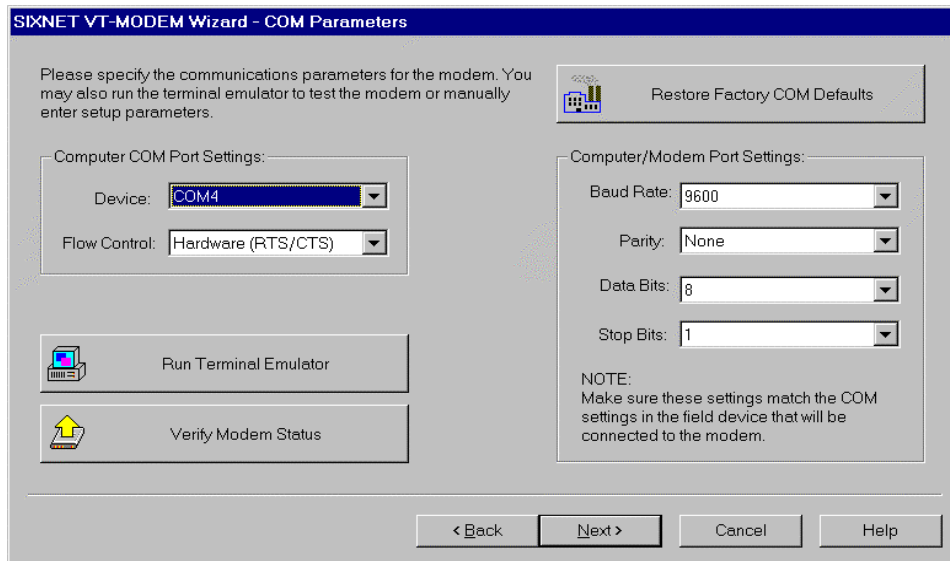 SIXNET VT-MODEM Wizard - COM Parameters
Please specify the communications parameters for the modem. You
may also run the terminal emulator to test the modem or manually
enter setup parameters.
Restore Factory COM Defaults
Computer COM Port Settings:
Device: COM4
Flow Control: Hardware (RTS/CTS)
Computer/Modem Port Settings:
Baud Rate: 9600
Parity: None
Data Bits: 8
Stop Bits: 1
NOTE:
Make sure these settings match the COM
settings in the field device that will be
connected to the modem.
Run Terminal Emulator
Verify Modem Status
< Back
Next >
Cancel
Help